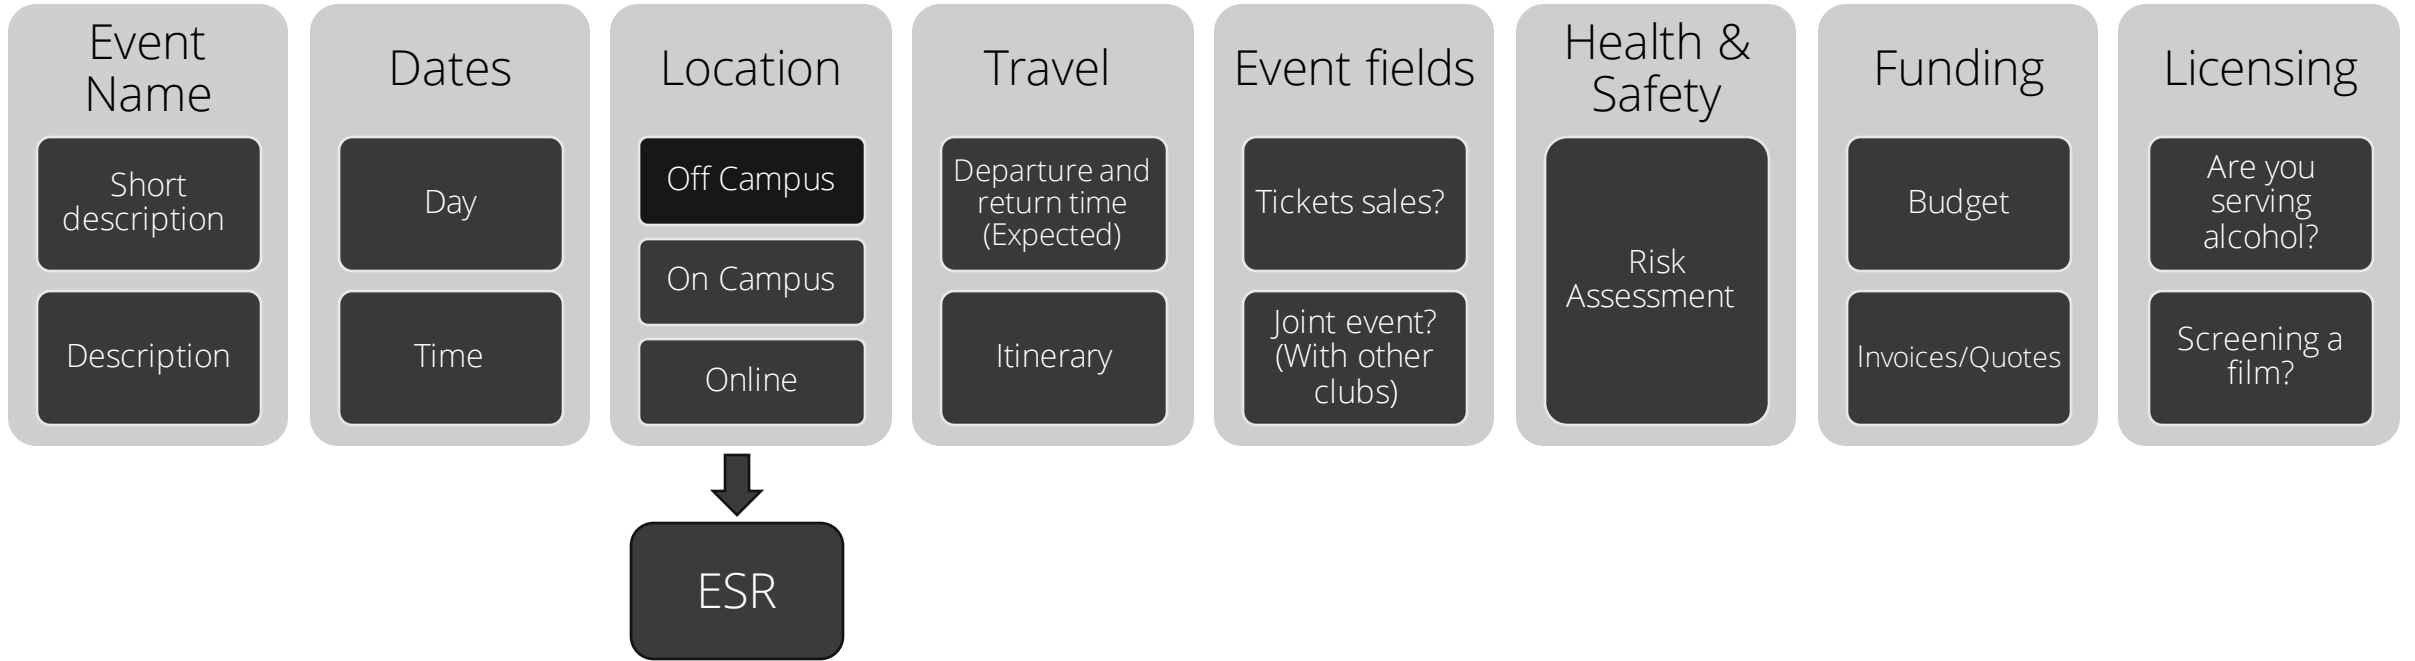 Event
Name
Short
description
Description
Dates
Day
Time
Location
Off Campus
On Campus
Online
ESR
Travel
Departure and
return time
(Expected)
Itinerary
Event fields
Tickets sales?
Joint event?
(With other
clubs)
Health &
Safety
Risk
Assessment
Funding
Budget
Invoices/Quotes
Licensing
Are you
serving
alcohol?
Screening a
film?